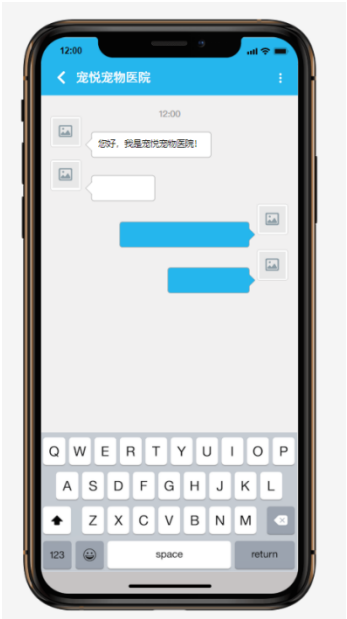 12:00
宠悦宠物医院
12:00
您好，我是宠悦宠物医院！
Q W E R T Y U I O P
A S D F G H J K L
Z X C V B N M
123 space return